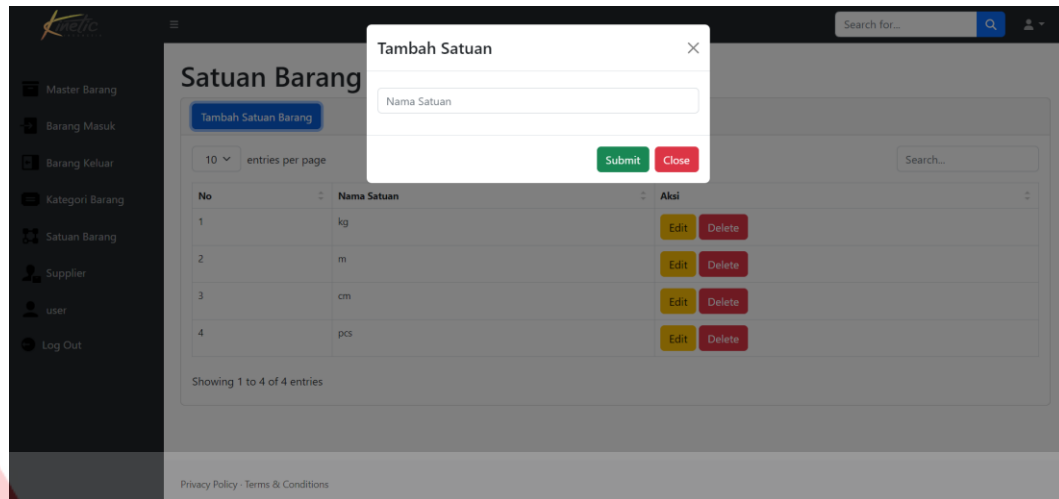 Kinetic
Search for...
Tambah Satuan
Satuan Barang
Nama Satuan
Master Barang
Tambah Satuan Barang
Barang Masuk
Submit Close
10 entries per page
Search...
Barang Keluar
No Nama Satuan Aksi
Kategori Barang
1 kg Edit Delete
Satuan Barang
2 m Edit Delete
Supplier
3 cm Edit Delete
user
4 pcs Edit Delete
Log Out
Showing 1 to 4 of 4 entries
Privacy Policy · Terms & Conditions